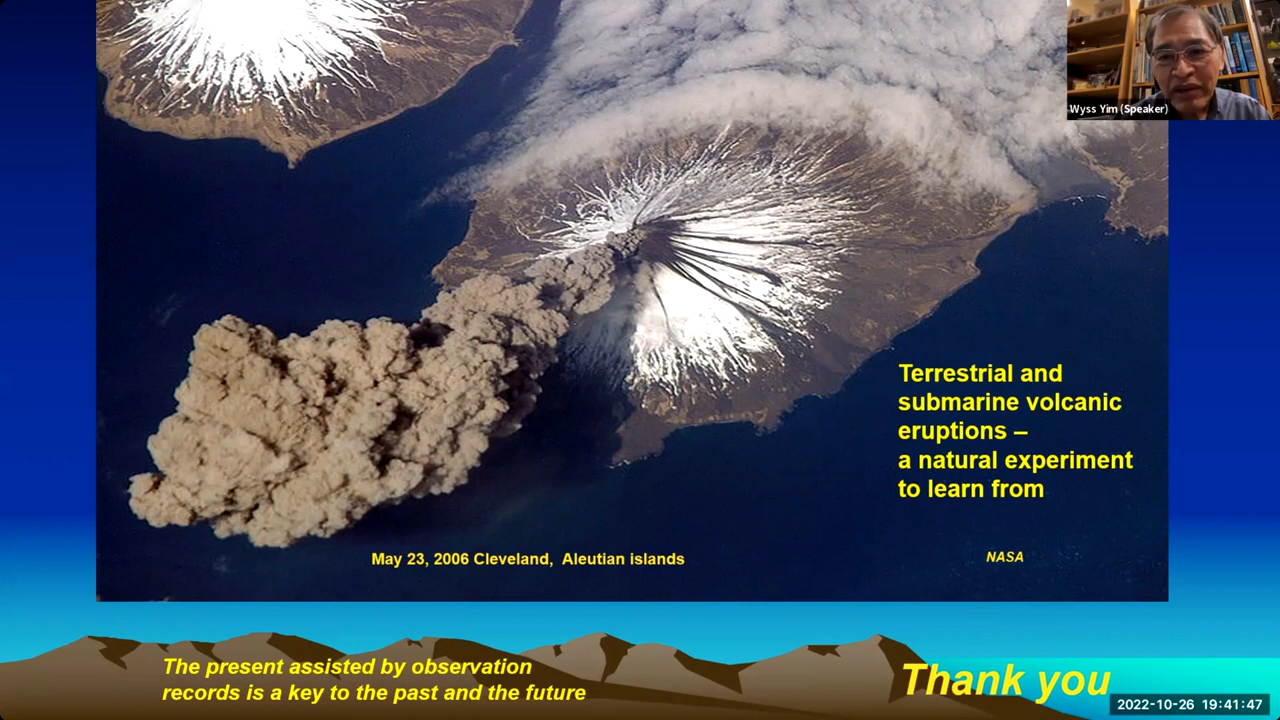 Wyss Yim (Speaker)
Terrestrial and
submarine volcanic
eruptions –
a natural experiment
to learn from
May 23, 2006 Cleveland, Aleutian islands
NASA
The present assisted by observation
records is a key to the past and the future
Thank you
2022-10-26 19:41:47